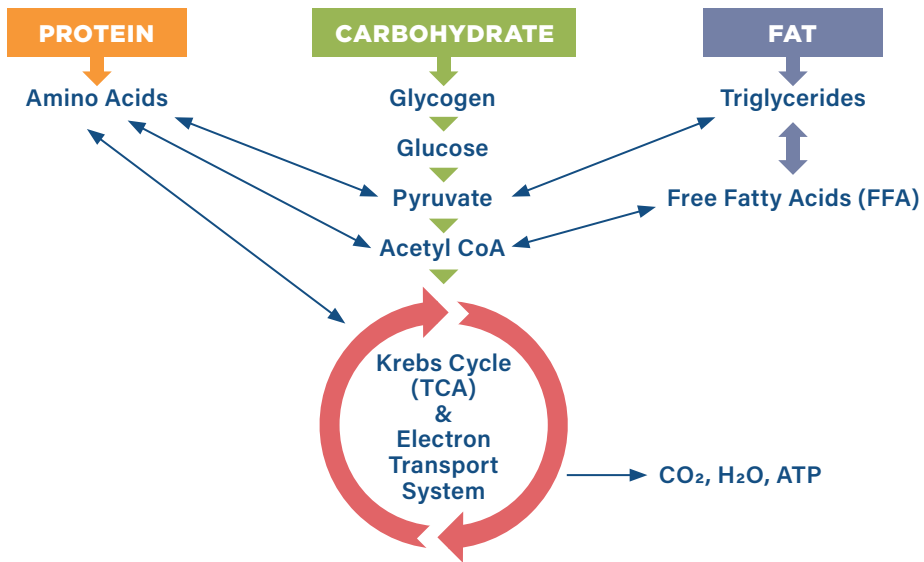 PROTEIN
CARBOHYDRATE
FAT
Amino Acids
Glycogen
Triglycerides
Glucose
Pyruvate
Free Fatty Acids (FFA)
Acetyl CoA
Krebs Cycle
(TCA)
&
Electron
Transport
System
CO₂, H₂O, ATP